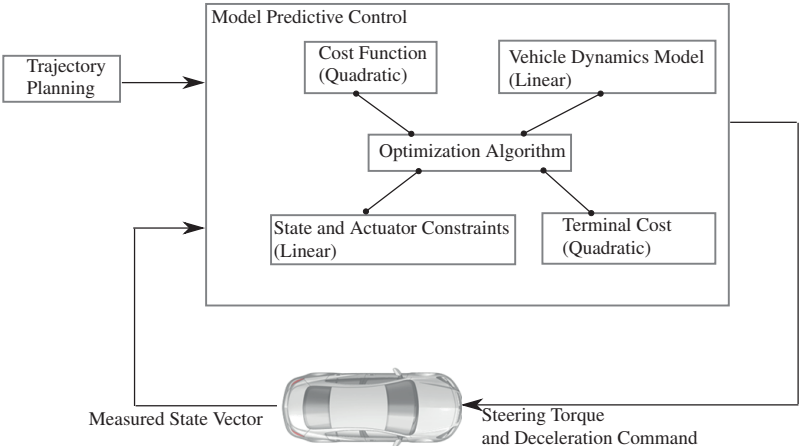 Model Predictive Control
Trajectory
Planning
Cost Function
(Quadratic)
Vehicle Dynamics Model
(Linear)
Optimization Algorithm
State and Actuator Constraints
(Linear)
Terminal Cost
(Quadratic)
Measured State Vector
Steering Torque
and Deceleration Command